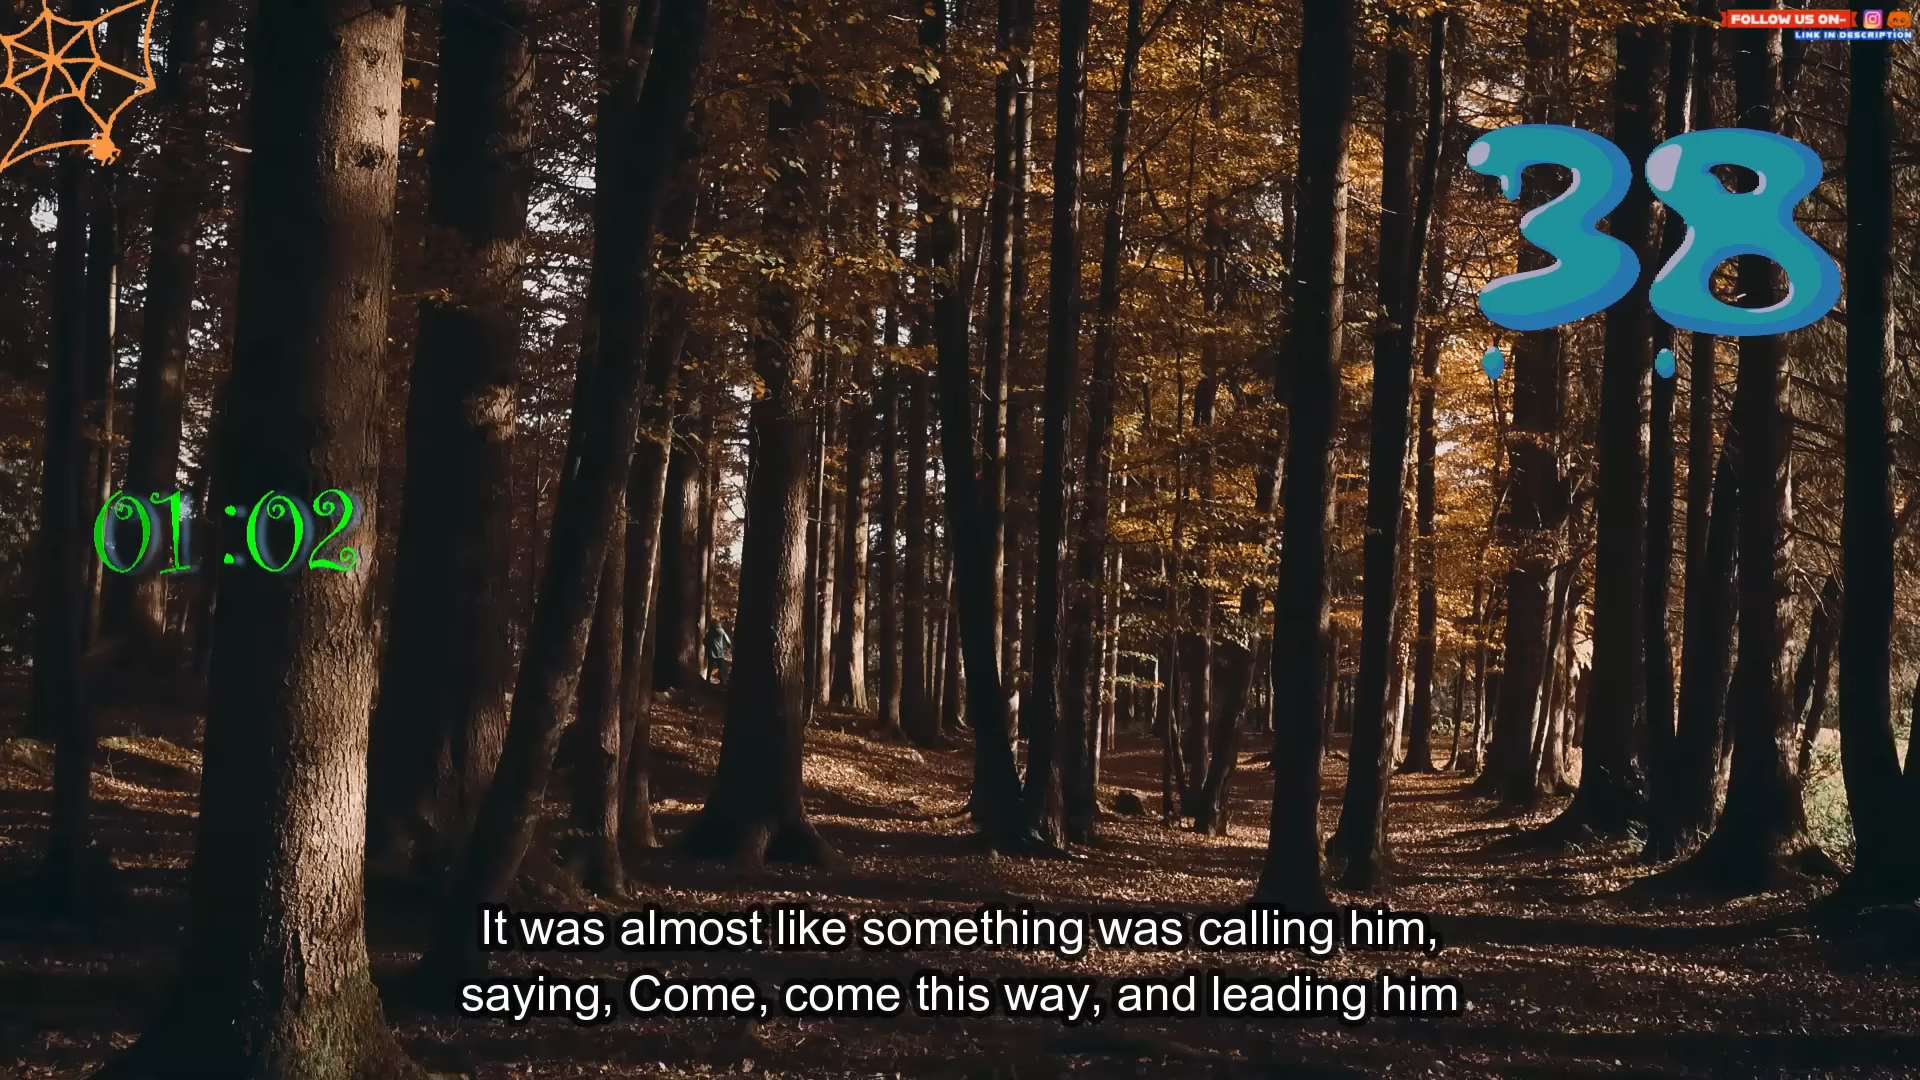 FOLLOW US ON-
LINK IN DESCRIPTION
38
01:02
It was almost like something was calling him,
saying, Come, come this way, and leading him